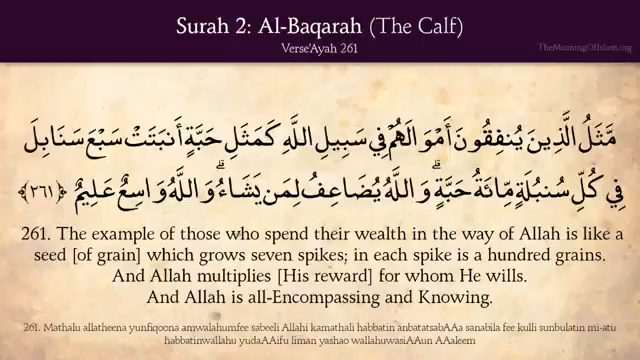 Surah 2: Al-Baqarah (The Calf)
Verse'Ayah 261
TheMeaningOfIslam.org
مَّثَلُ الَّذِينَ يُنفِقُونَ أَمْوَالَهُمْ فِي سَبِيلِ اللَّهِ كَمَثَلِ حَبَّةٍ أَنبَتَتْ سَبْعَ سَنَابِلَ
فِي كُلِّ سُنبُلَةٍ مِّائَةُ حَبَّةٍ ۗ وَاللَّهُ يُضَاعِفُ لِمَن يَشَاءُ ۗ وَاللَّهُ وَاسِعٌ عَلِيمٌ ﴿٢٦١﴾
261. The example of those who spend their wealth in the way of Allah is like a
seed [of grain] which grows seven spikes; in each spike is a hundred grains.
And Allah multiplies [His reward] for whom He wills.
And Allah is all-Encompassing and Knowing.
261. Mathalu allatheena yunfiqoona amwalahumfee sabeeli Allahi kamathali habbatin anbatatsabAAa sanabila fee kulli sunbulatin mi-atu
habbatinwallahu yudaAAifu liman yashao wallahuwasiAAun AAaleem